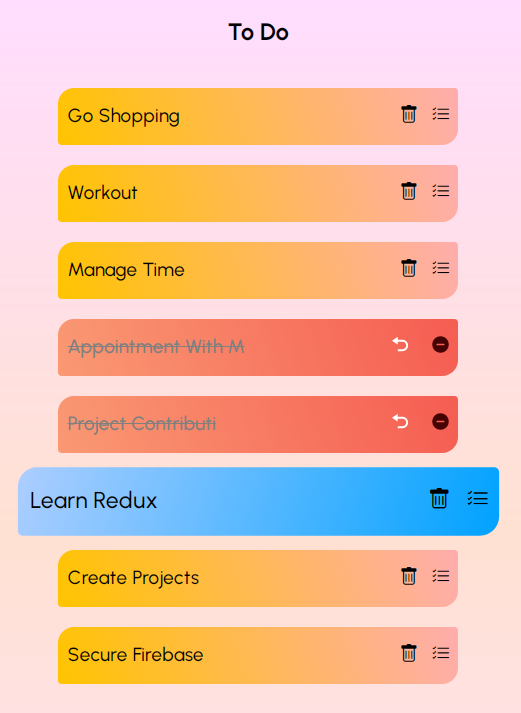 To Do
Go Shopping
Workout
Manage Time
Appointment With M
Project Contributi
Learn Redux
Create Projects
Secure Firebase